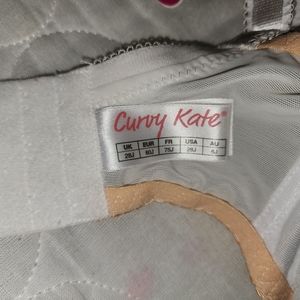 Curvy Kate®
UK EUR FR USA AU
28J 60J 75J 28J 6J